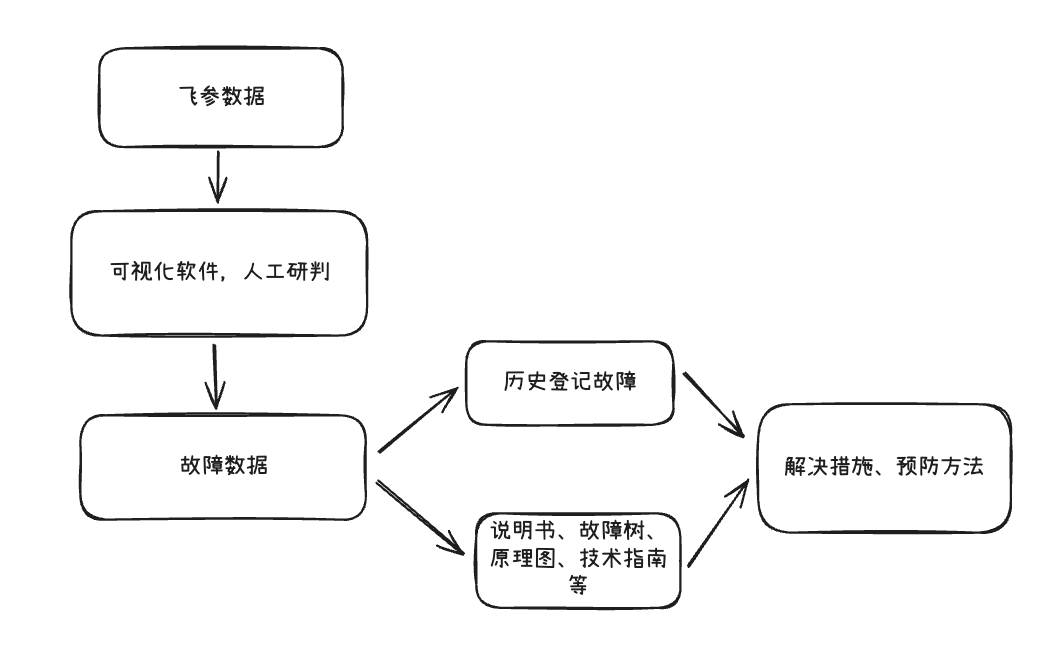 飞参数据
可视化软件，人工研判
故障数据
历史登记故障
说明书、故障树、
原理图、技术指南
等
解决措施、预防方法